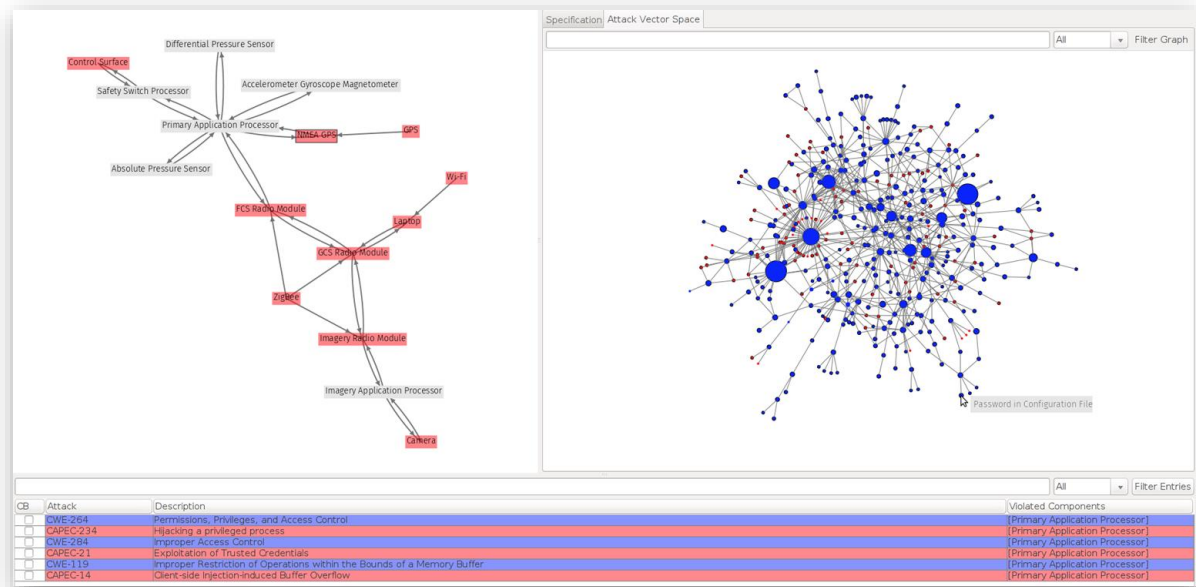 Specification
Attack Vector Space
All
Filter Graph
Differential Pressure Sensor
Control Surface
Safety Switch Processor
Accelerometer Gyroscope Magnetometer
Primary Application Processor
NMEA GPS
GPS
Absolute Pressure Sensor
Wi-Fi
FCS Radio Module
Laptop
GCS Radio Module
Zigbee
Imagery Radio Module
Imagery Application Processor
Camera
Password in Configuration File
All
Filter Entries
CB Attack Description Violated Components
CWE-264 Permissions, Privileges, and Access Control [Primary Application Processor]
CAPEC-234 Hijacking a privileged process [Primary Application Processor]
CWE-284 Improper Access Control [Primary Application Processor]
CAPEC-21 Exploitation of Trusted Credentials [Primary Application Processor]
CWE-119 Improper Restriction of Operations within the Bounds of a Memory Buffer [Primary Application Processor]
CAPEC-14 Client-side Injection-induced Buffer Overflow [Primary Application Processor]